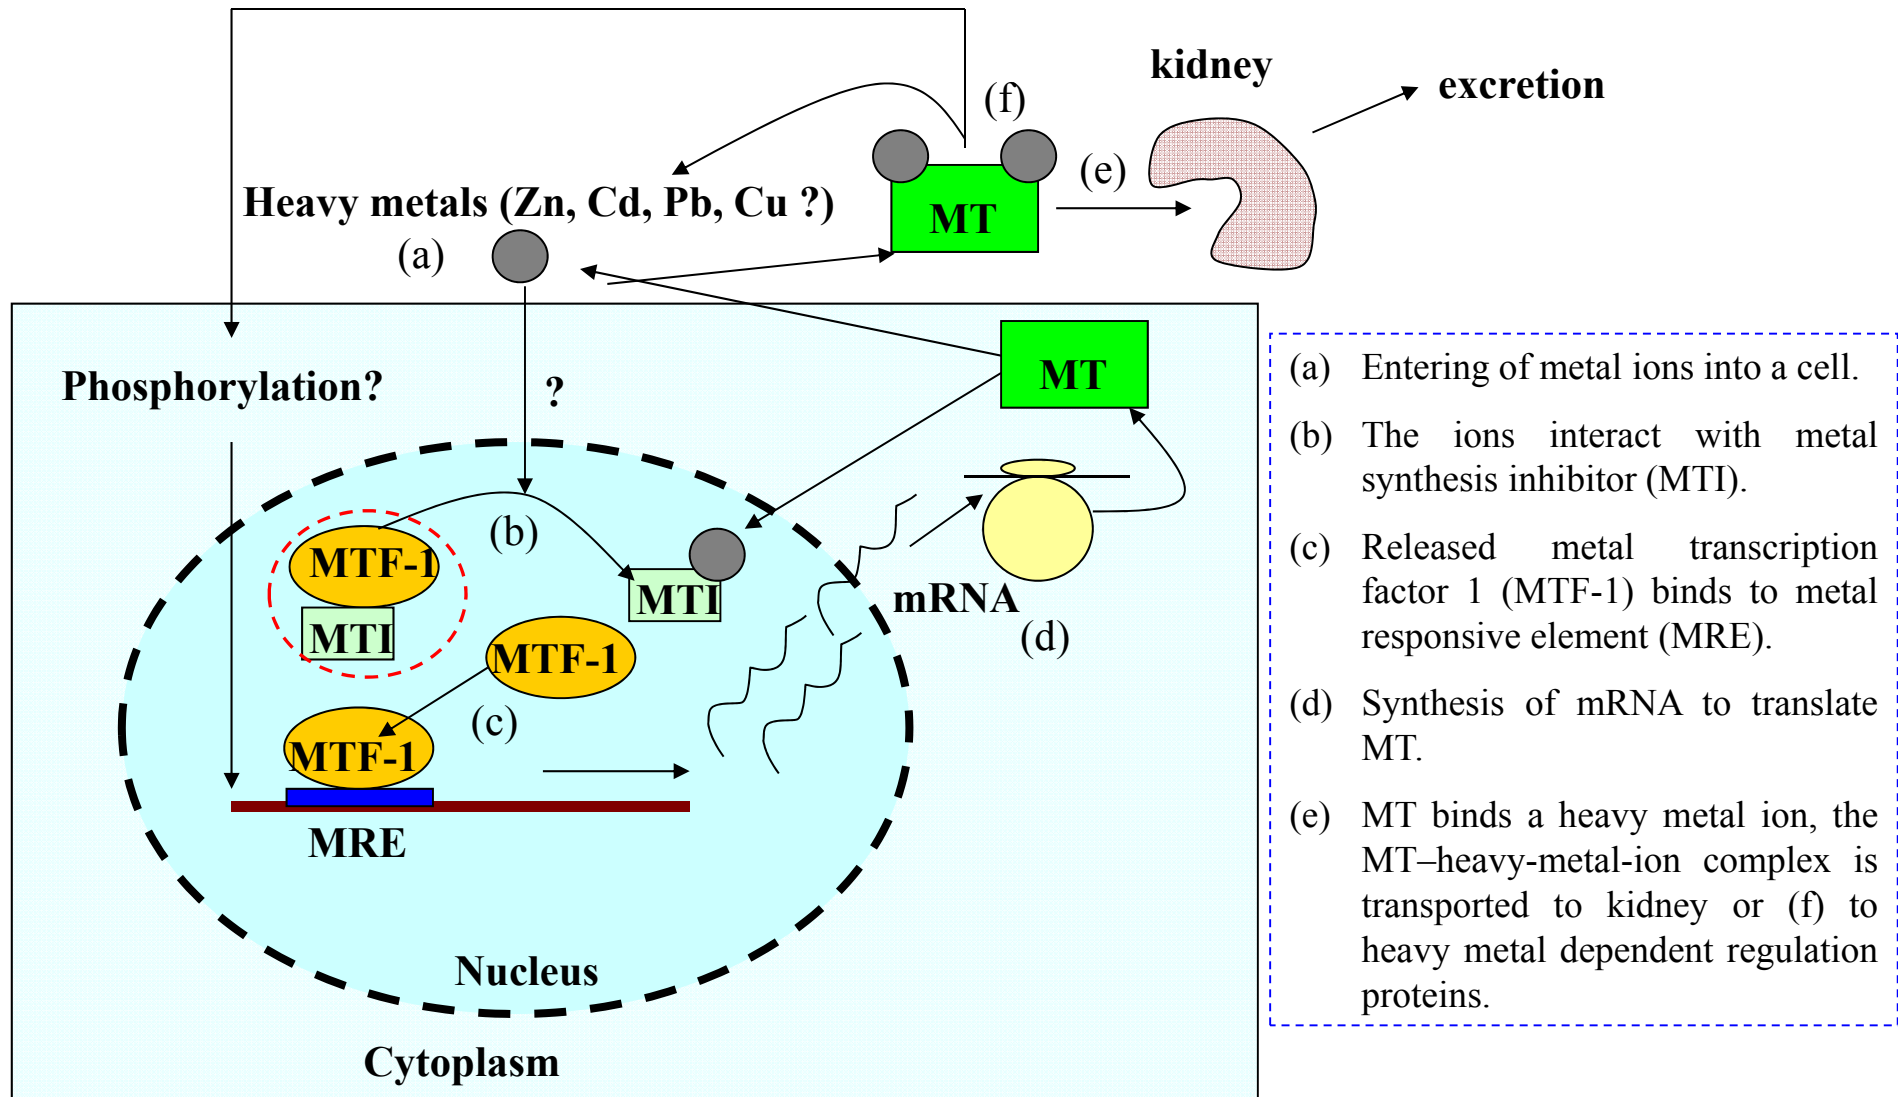 kidney
excretion
(f)
(e)
Heavy metals (Zn, Cd, Pb, Cu ?)
MT
(a)
Phosphorylation?
?
MT
MTF-1
MTI
(b)
MTI
mRNA
(d)
MTF-1
(c)
MTF-1
MRE
Nucleus
Cytoplasm
(a) Entering of metal ions into a cell.
(b) The ions interact with metal
synthesis inhibitor (MTI).
(c) Released metal transcription
factor 1 (MTF-1) binds to metal
responsive element (MRE).
(d) Synthesis of mRNA to translate
MT.
(e) MT binds a heavy metal ion, the
MT–heavy-metal-ion complex is
transported to kidney or (f) to
heavy metal dependent regulation
proteins.